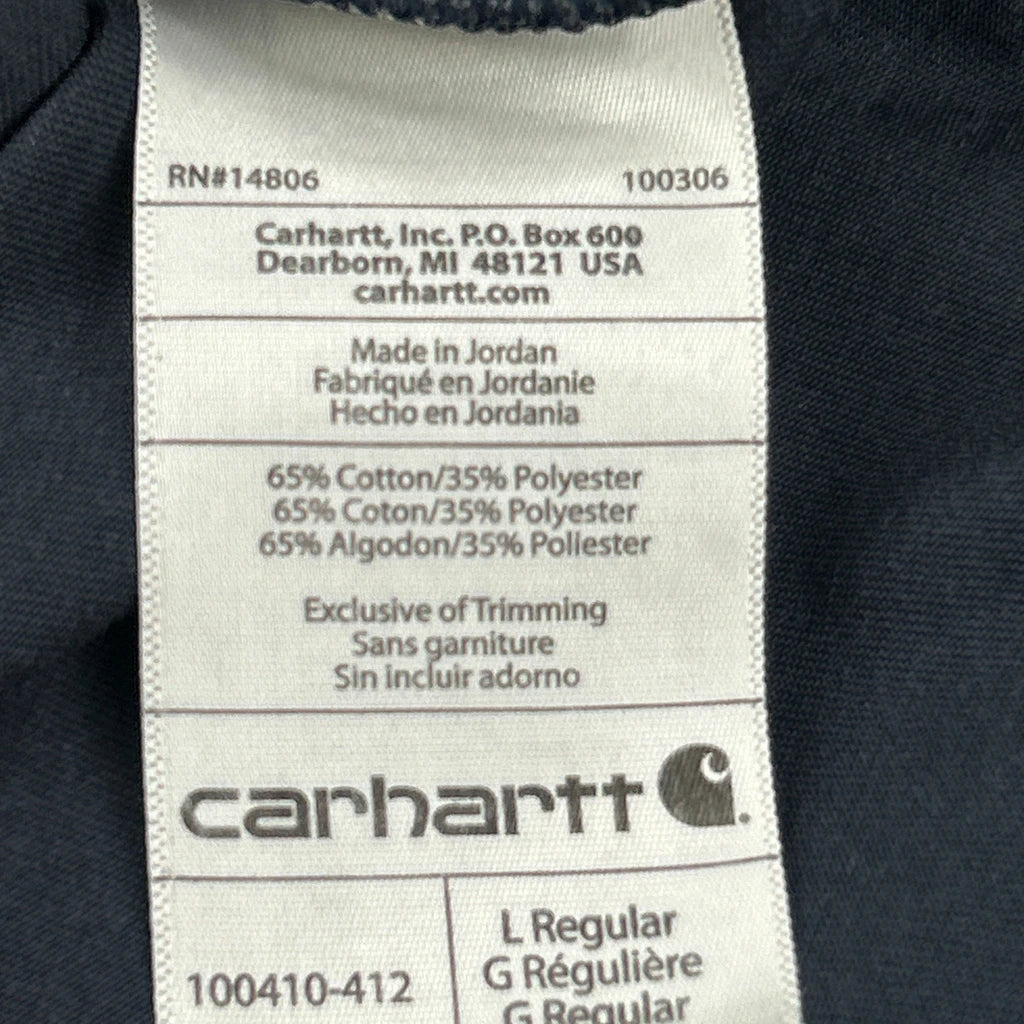 RN#14806 100306
Carhartt, Inc. P.O. Box 600
Dearborn, MI 48121 USA
carhartt.com
Made in Jordan
Fabriqué en Jordanie
Hecho en Jordania
65% Cotton/35% Polyester
65% Coton/35% Polyester
65% Algodon/35% Poliester
Exclusive of Trimming
Sans garniture
Sin incluir adorno
carhartt
100410-412
L Regular
G Régulière
G Regular